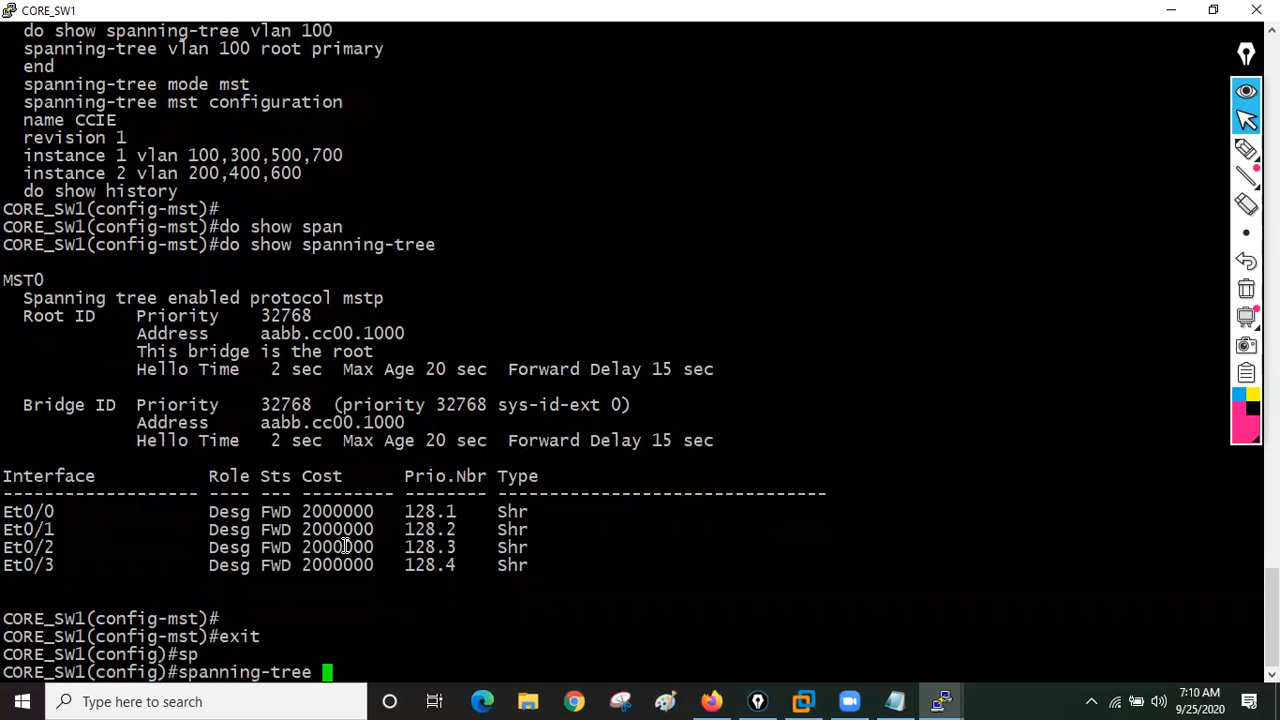 CORE_SW1
do show spanning-tree vlan 100
spanning-tree vlan 100 root primary
end
spanning-tree mode mst
spanning-tree mst configuration
name CCIE
revision 1
instance 1 vlan 100,300,500,700
instance 2 vlan 200,400,600
do show history
CORE_SW1(config-mst)#
CORE_SW1(config-mst)#do show span
CORE_SW1(config-mst)#do show spanning-tree
MST0
Spanning tree enabled protocol mstp
Root ID Priority 32768
Address aabb.cc00.1000
This bridge is the root
Hello Time 2 sec Max Age 20 sec Forward Delay 15 sec
Bridge ID Priority 32768 (priority 32768 sys-id-ext 0)
Address aabb.cc00.1000
Hello Time 2 sec Max Age 20 sec Forward Delay 15 sec
Interface Role Sts Cost Prio.Nbr Type
------------------- ---- --- --------- -------- --------------------------------
Et0/0 Desg FWD 2000000 128.1 Shr
Et0/1 Desg FWD 2000000 128.2 Shr
Et0/2 Desg FWD 2000000 128.3 Shr
Et0/3 Desg FWD 2000000 128.4 Shr
CORE_SW1(config-mst)#
CORE_SW1(config-mst)#exit
CORE_SW1(config)#sp
CORE_SW1(config)#spanning-tree
Type here to search
7:10 AM
9/25/2020